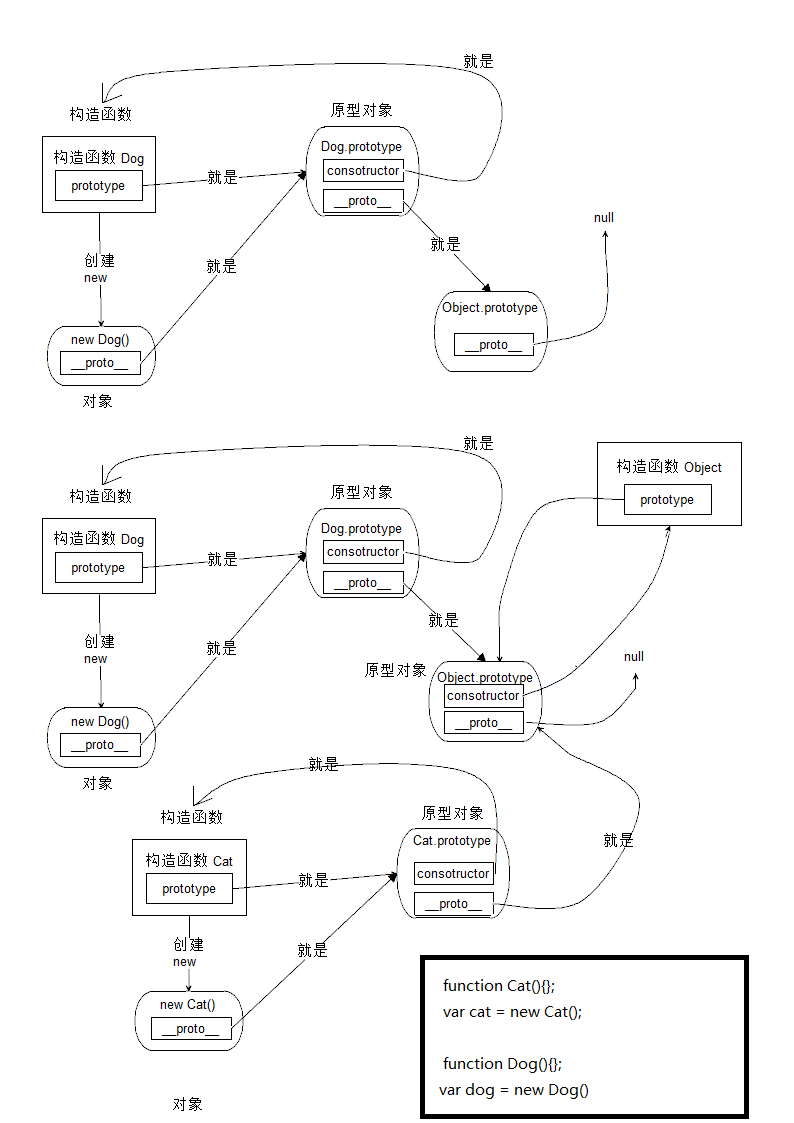 就是
构造函数
原型对象
构造函数 Dog
prototype
就是
Dog.prototype
consotructor
__proto__
就是
null
创建
new
就是
Object.prototype
__proto__
new Dog()
__proto__
对象
就是
构造函数
原型对象
构造函数 Object
prototype
构造函数 Dog
prototype
就是
Dog.prototype
consotructor
__proto__
就是
创建
new
就是
原型对象
Object.prototype
consotructor
__proto__
null
new Dog()
__proto__
对象
就是
构造函数
原型对象
构造函数 Cat
prototype
就是
Cat.prototype
consotructor
__proto__
就是
创建
new
就是
new Cat()
__proto__
对象
function Cat(){};
var cat = new Cat();
function Dog(){};
var dog = new Dog()